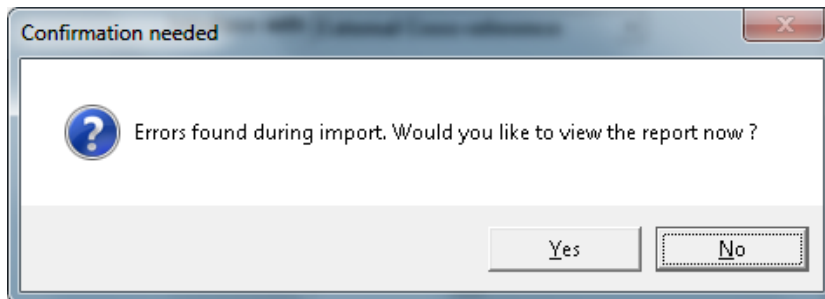 Confirmation needed
Errors found during import. Would you like to view the report now ?
Yes
No